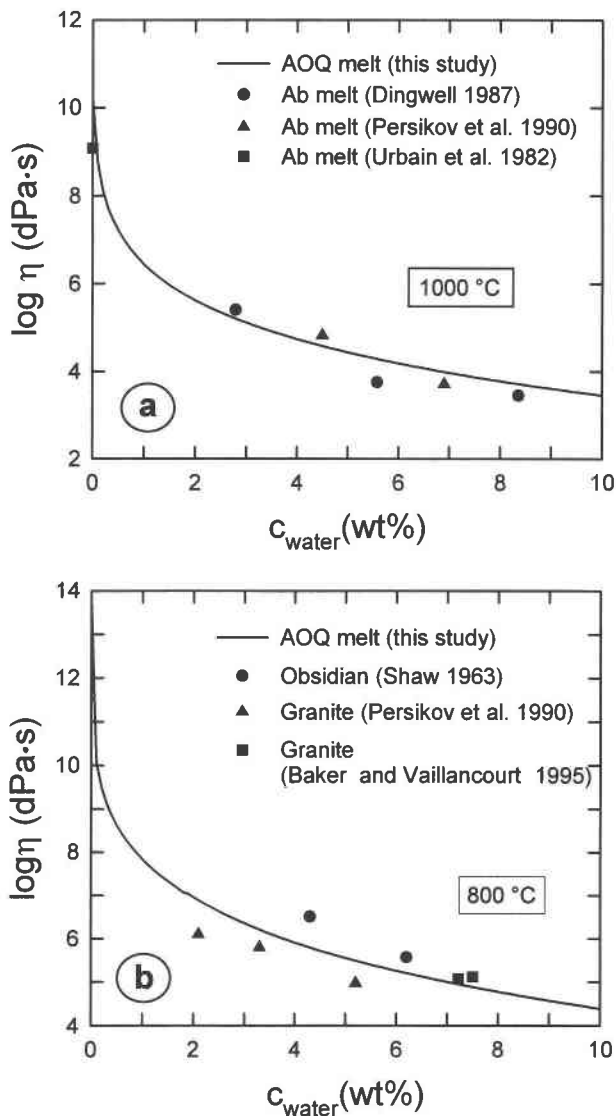 12
AOQ melt (this study)
Ab melt (Dingwell 1987)
10
Ab melt (Persikov et al. 1990)
Ab melt (Urbain et al. 1982)
8
log η (dPa·s)
6
1000 °C
4
a
2
0 2 4 6 8 10
c_water(wt%)
14
AOQ melt (this study)
12
Obsidian (Shaw 1963)
Granite (Persikov et al. 1990)
Granite
10
(Baker and Vaillancourt 1995)
logη (dPa·s)
8
800 °C
6
b
4
0 2 4 6 8 10
c_water(wt%)